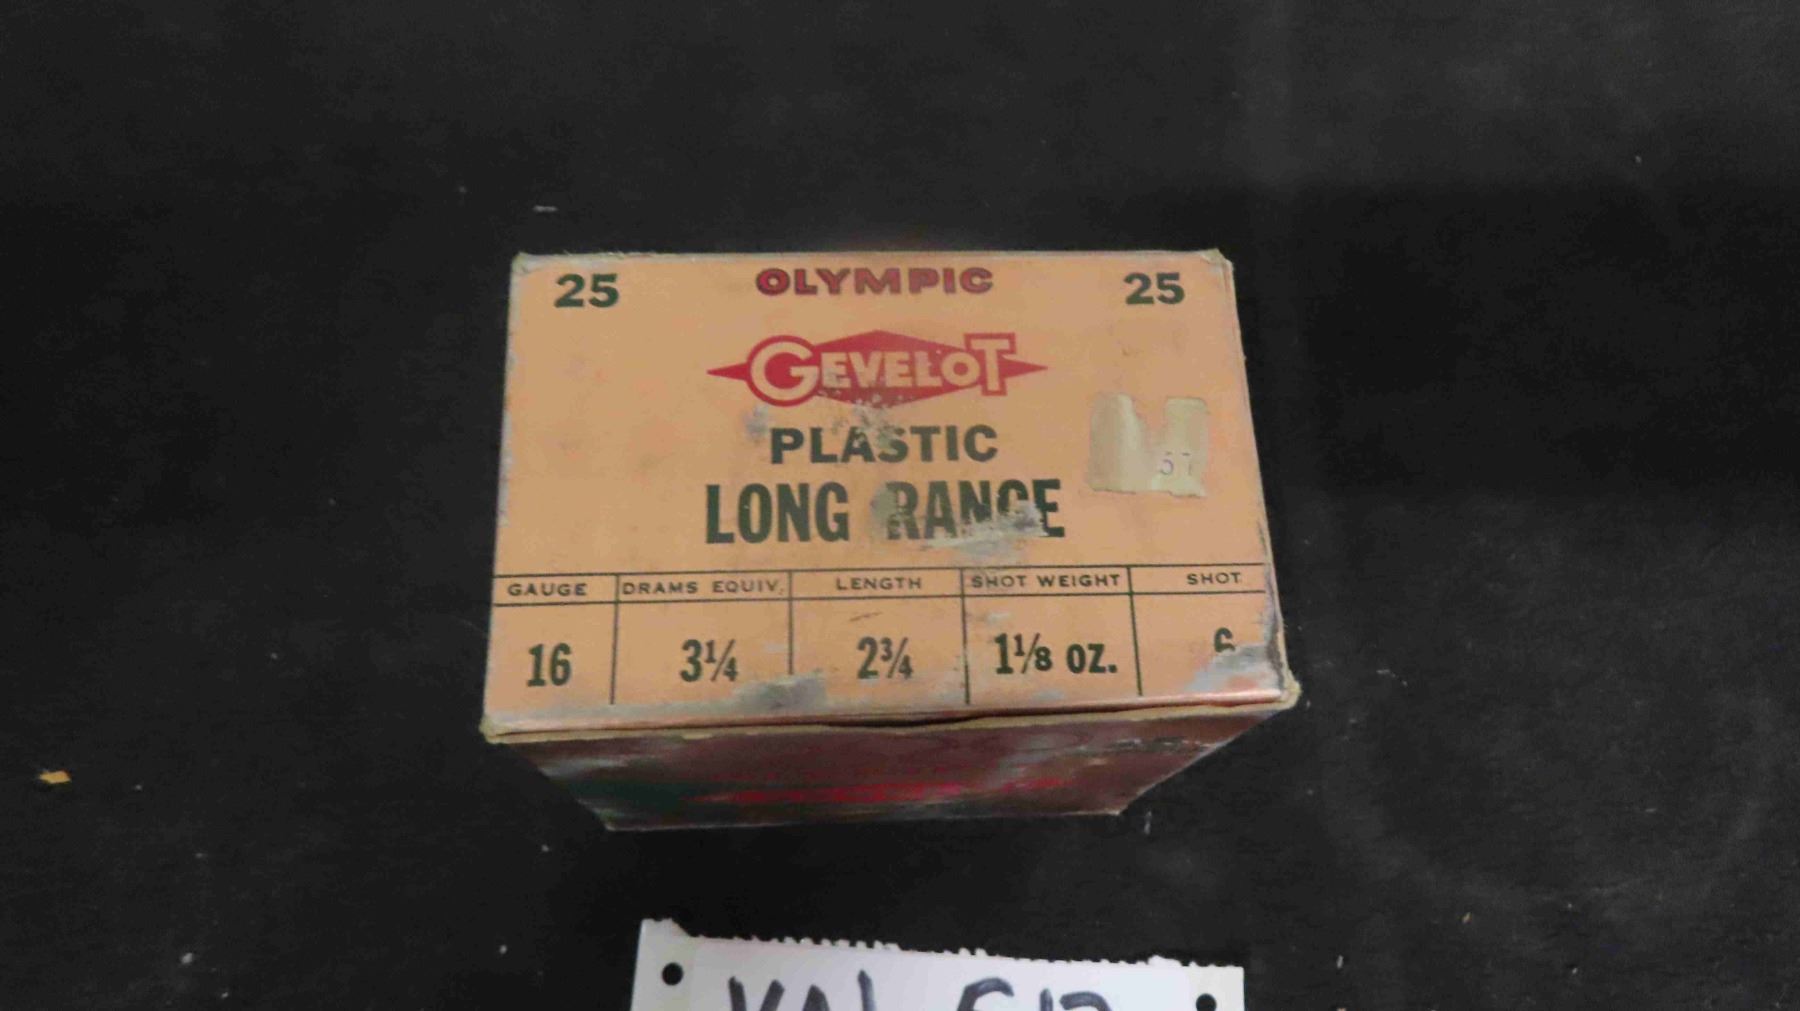 25 OLYMPIC 25
GEVELOT
PLASTIC
LONG RANGE
57
GAUGE DRAMS EQUIV. LENGTH SHOT WEIGHT SHOT
16 3¼ 2¾ 1⅛ OZ. 6